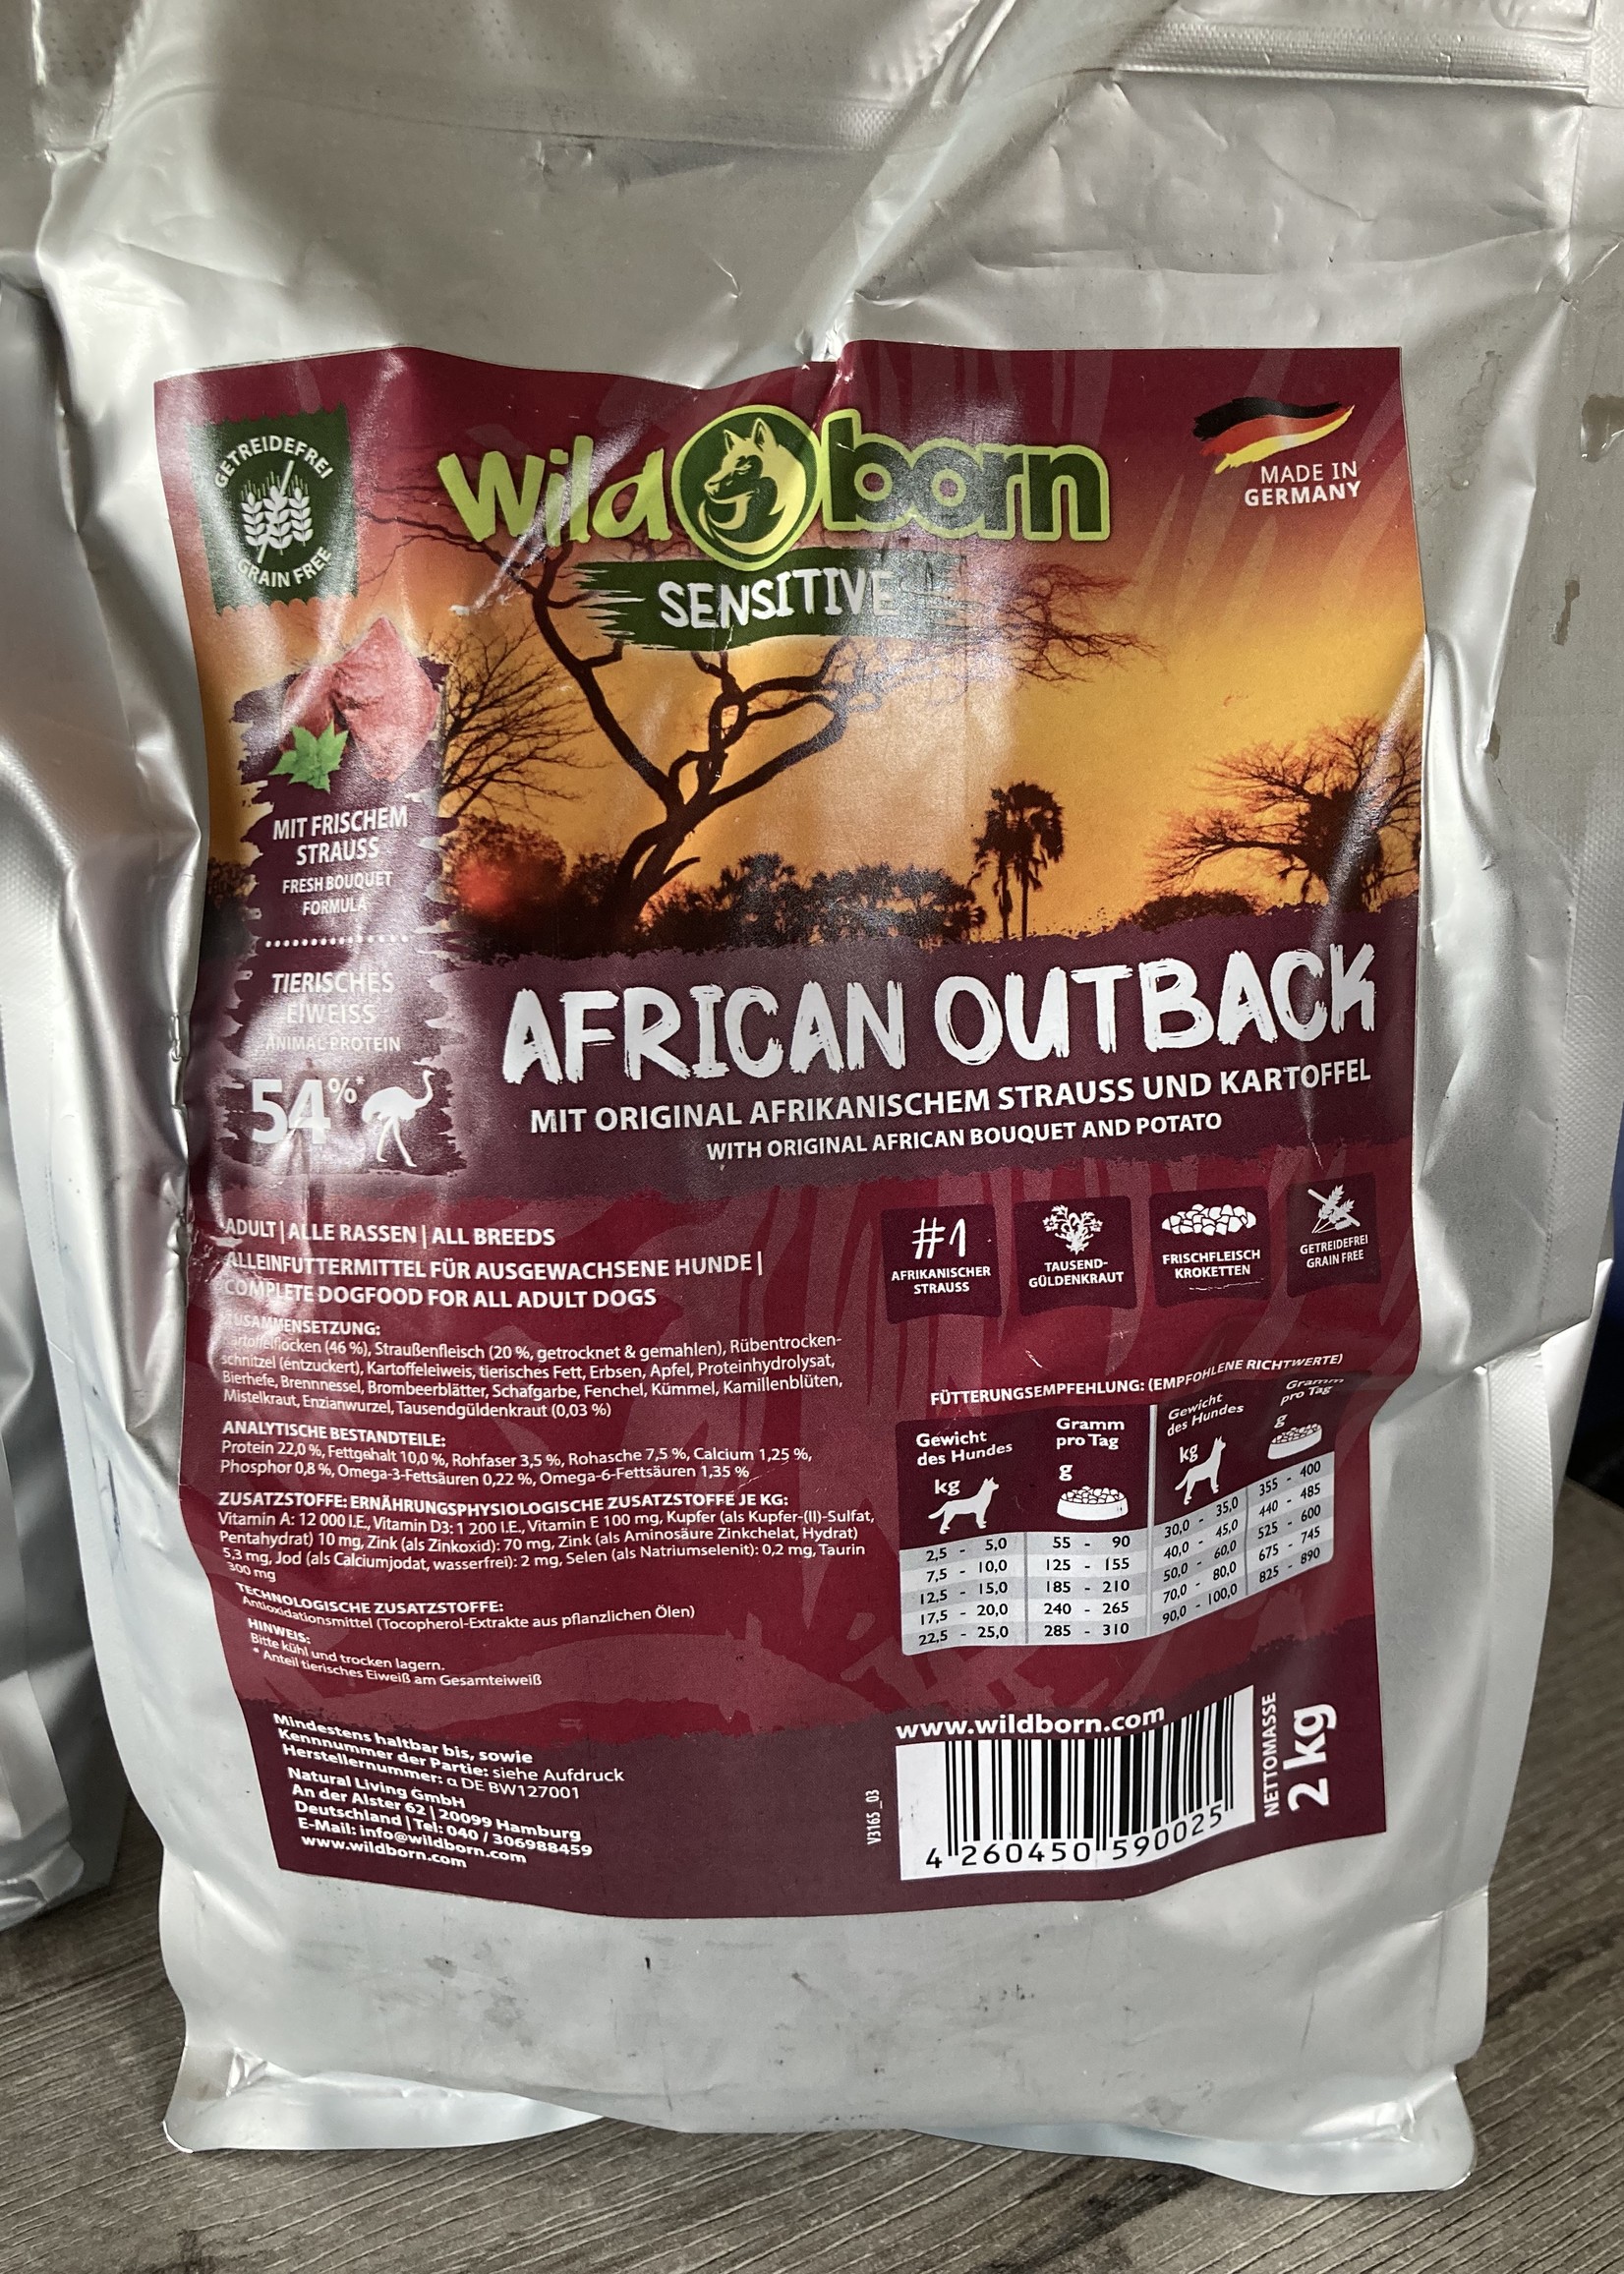 GETREIDEFREI
GRAIN FREE
Wild born
SENSITIVE
MADE IN
GERMANY
MIT FRISCHEM
STRAUSS
FRESH BOUQUET
FORMULA
TIERISCHES
EIWEISS
ANIMAL PROTEIN
54%*
AFRICAN OUTBACK
MIT ORIGINAL AFRIKANISCHEM STRAUSS UND KARTOFFEL
WITH ORIGINAL AFRICAN BOUQUET AND POTATO
ADULT | ALLE RASSEN | ALL BREEDS
ALLEINFUTTERMITTEL FÜR AUSGEWACHSENE HUNDE |
COMPLETE DOGFOOD FOR ALL ADULT DOGS
#1
AFRIKANISCHER
STRAUSS
TAUSEND-
GÜLDENKRAUT
FRISCHFLEISCH
KROKETTEN
GETREIDEFREI
GRAIN FREE
ZUSAMMENSETZUNG:
Kartoffelflocken (46 %), Straußenfleisch (20 %, getrocknet & gemahlen), Rübentrocken-
schnitzel (entzuckert), Kartoffeleiweis, tierisches Fett, Erbsen, Apfel, Proteinhydrolysat,
Bierhefe, Brennnessel, Brombeerblätter, Schafgarbe, Fenchel, Kümmel, Kamillenblüten,
Mistelkraut, Enzianwurzel, Tausendgüldenkraut (0,03 %)
ANALYTISCHE BESTANDTEILE:
Protein 22,0 %, Fettgehalt 10,0 %, Rohfaser 3,5 %, Rohasche 7,5 %, Calcium 1,25 %,
Phosphor 0,8 %, Omega-3-Fettsäuren 0,22 %, Omega-6-Fettsäuren 1,35 %
ZUSATZSTOFFE: ERNÄHRUNGSPHYSIOLOGISCHE ZUSATZSTOFFE JE KG:
Vitamin A: 12 000 I.E., Vitamin D3: 1 200 I.E., Vitamin E 100 mg, Kupfer (als Kupfer-(II)-Sulfat,
Pentahydrat) 10 mg, Zink (als Zinkoxid): 70 mg, Zink (als Aminosäure Zinkchelat, Hydrat)
5,3 mg, Jod (als Calciumjodat, wasserfrei): 2 mg, Selen (als Natriumselenit): 0,2 mg, Taurin
300 mg
TECHNOLOGISCHE ZUSATZSTOFFE:
Antioxidationsmittel (Tocopherol-Extrakte aus pflanzlichen Ölen)
HINWEIS:
Bitte kühl und trocken lagern.
* Anteil tierisches Eiweiß am Gesamteiweiß
FÜTTERUNGSEMPFEHLUNG: (EMPFOHLENE RICHTWERTE)
Gewicht des Hundes kg Gramm pro Tag g Gewicht des Hundes kg Gramm pro Tag g
2,5 - 5,0 55 - 90 30,0 - 35,0 355 - 400
7,5 - 10,0 125 - 155 40,0 - 45,0 440 - 485
12,5 - 15,0 185 - 210 50,0 - 60,0 525 - 600
17,5 - 20,0 240 - 265 70,0 - 80,0 675 - 745
22,5 - 25,0 285 - 310 90,0 - 100,0 825 - 890
Mindestens haltbar bis, sowie
Kennnummer der Partie: siehe Aufdruck
Herstellernummer: α DE BW127001
Natural Living GmbH
An der Alster 62 | 20099 Hamburg
Deutschland | Tel: 040 / 306988459
E-Mail: info@wildborn.com
www.wildborn.com
V3165_03
www.wildborn.com
4 260450 590025
NETTOMASSE
2 kg